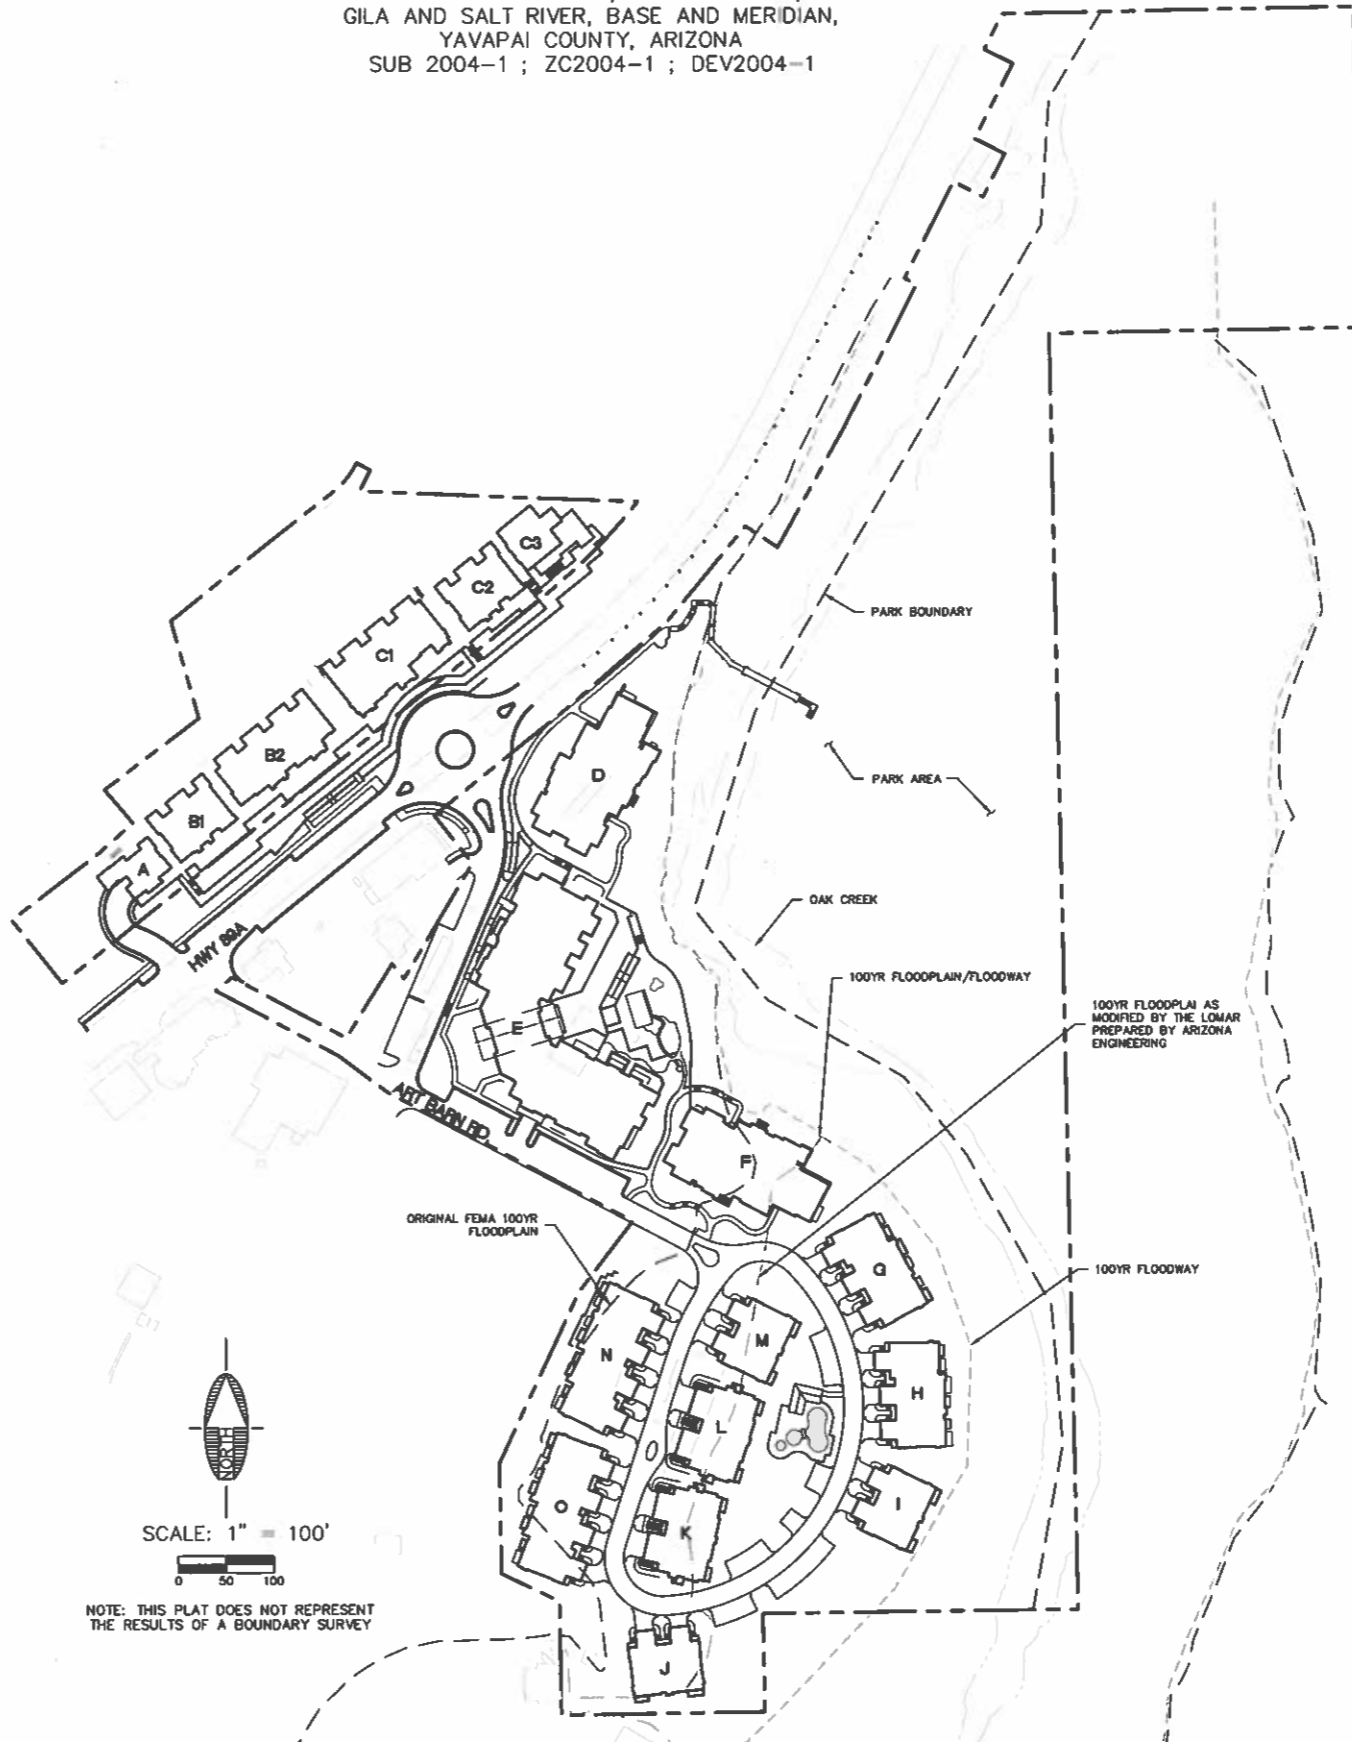 GILA AND SALT RIVER, BASE AND MERIDIAN,
YAVAPAI COUNTY, ARIZONA
SUB 2004-1 ; ZC2004-1 ; DEV2004-1
C3
C2
C1
B2
B1
A
HWY 89A
D
PARK BOUNDARY
PARK AREA
OAK CREEK
100YR FLOODPLAIN/FLOODWAY
100YR FLOODPLAI AS
MODIFIED BY THE LOMAR
PREPARED BY ARIZONA
ENGINEERING
E
ART BARN RD.
F
ORIGINAL FEMA 100YR
FLOODPLAIN
G
100YR FLOODWAY
M
N
H
L
I
O
K
J
NORTH
SCALE: 1" = 100'
0 50 100
NOTE: THIS PLAT DOES NOT REPRESENT
THE RESULTS OF A BOUNDARY SURVEY